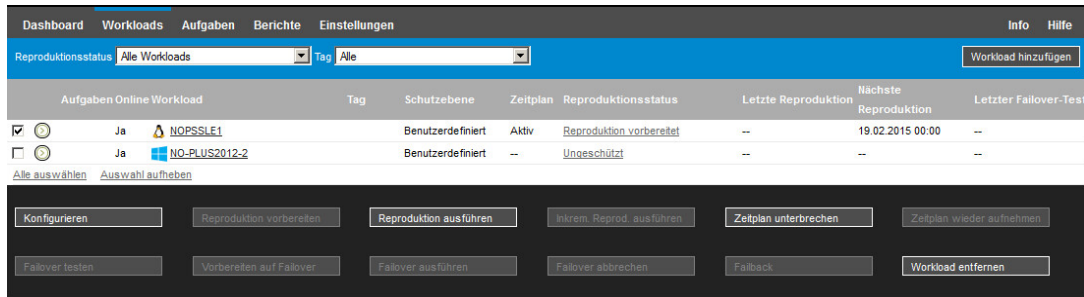 Dashboard Workloads Aufgaben Berichte Einstellungen Info Hilfe
Reproduktionsstatus Alle Workloads Tag Alle Workload hinzufügen
Aufgaben Online Workload Tag Schutzebene Zeitplan Reproduktionsstatus Letzte Reproduktion Nächste Reproduktion Letzter Failover-Test
Ja NOPSSLE1 Benutzerdefiniert Aktiv Reproduktion vorbereitet -- 19.02.2015 00:00 --
Ja NO-PLUS2012-2 Benutzerdefiniert -- Ungeschützt -- -- --
Alle auswählen Auswahl aufheben
Konfigurieren Reproduktion vorbereiten Reproduktion ausführen Inkrem. Reprod. ausführen Zeitplan unterbrechen Zeitplan wieder aufnehmen
Failover testen Vorbereiten auf Failover Failover ausführen Failover abbrechen Failback Workload entfernen